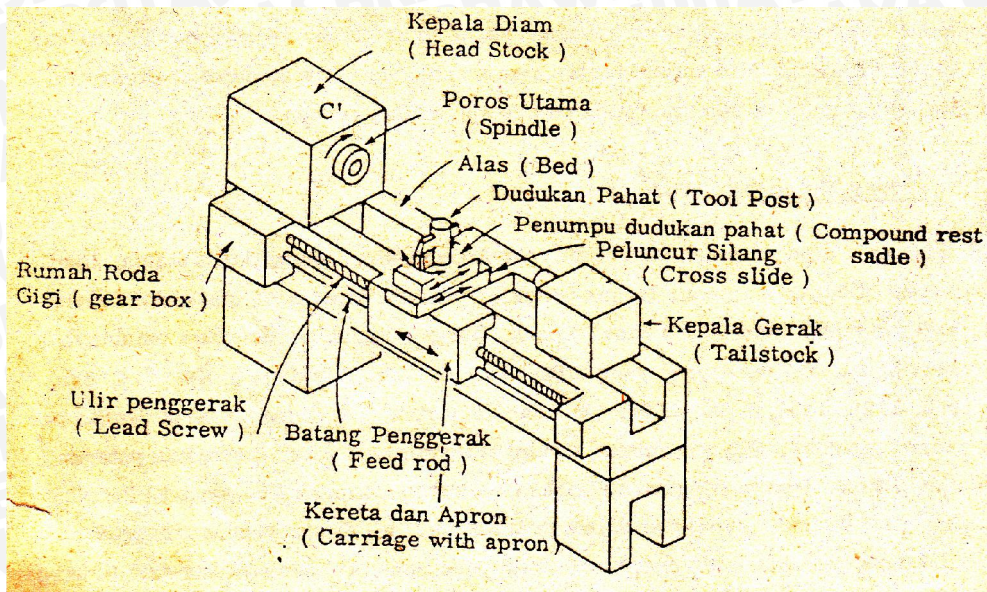 Kepala Diam
( Head Stock )
C'
Poros Utama
( Spindle )
Alas ( Bed )
Dudukan Pahat ( Tool Post )
Penumpu dudukan pahat ( Compound rest
sadle )
Peluncur Silang
( Cross slide )
Rumah Roda
Gigi ( gear box )
Kepala Gerak
( Tailstock )
Ulir penggerak
( Lead Screw )
Batang Penggerak
( Feed rod )
Kereta dan Apron
( Carriage with apron )